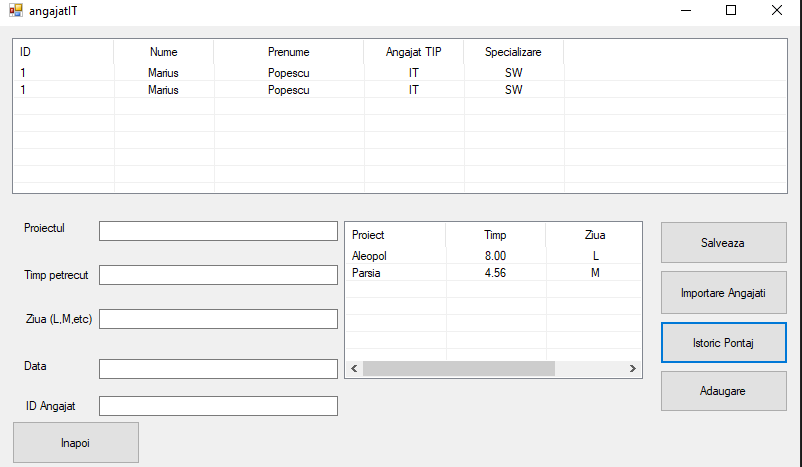 angajatIT
ID Nume Prenume Angajat TIP Specializare
1 Marius Popescu IT SW
1 Marius Popescu IT SW
Proiectul
Timp petrecut
Ziua (L,M,etc)
Data
ID Angajat
Inapoi
Proiect Timp Ziua
Aleopol 8.00 L
Parsia 4.56 M
Salveaza
Importare Angajati
Istoric Pontaj
Adaugare